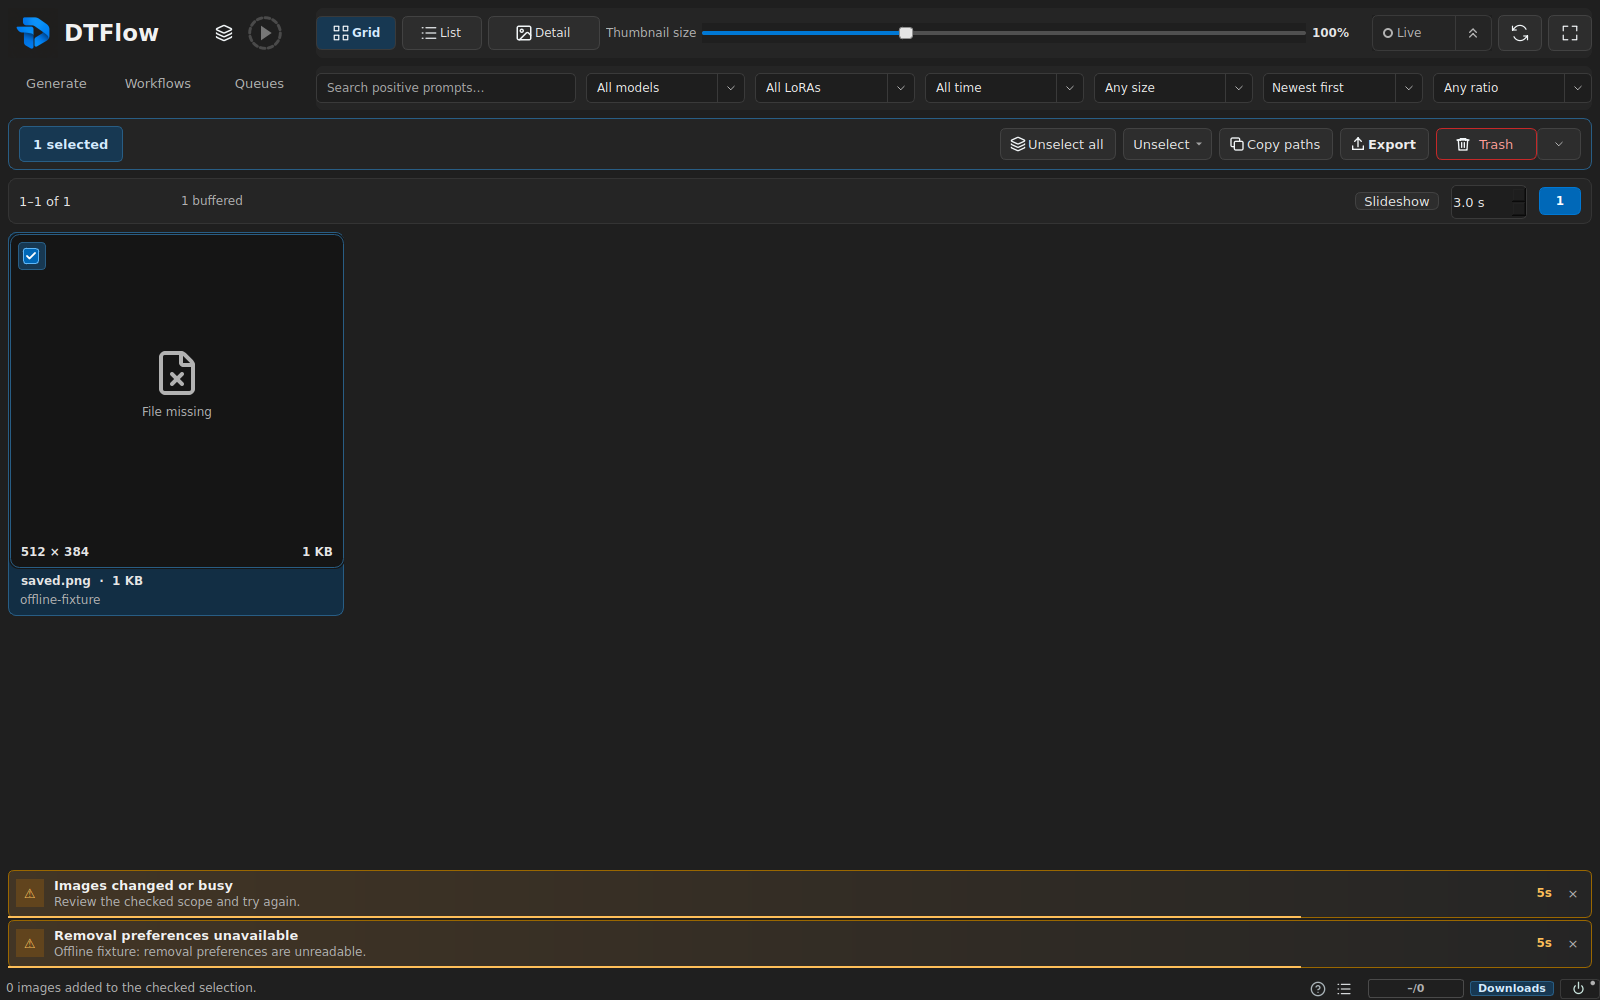 DTFlow
Grid
List
Detail
Thumbnail size
100%
Live
Generate
Workflows
Queues
Search positive prompts...
All models
All LoRAs
All time
Any size
Newest first
Any ratio
1 selected
Unselect all
Unselect
Copy paths
Export
Trash
1–1 of 1
1 buffered
Slideshow
3.0 s
1
File missing
512 × 384
1 KB
saved.png · 1 KB
offline-fixture
Images changed or busy
Review the checked scope and try again.
5s
Removal preferences unavailable
Offline fixture: removal preferences are unreadable.
5s
0 images added to the checked selection.
–/0
Downloads